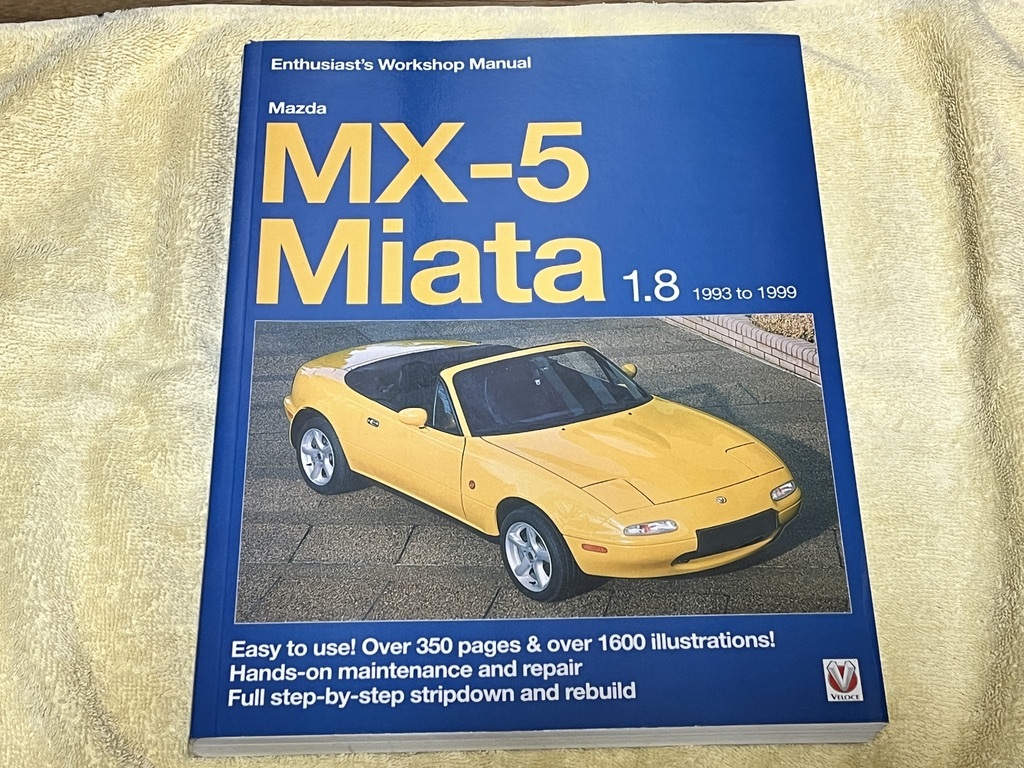 Enthusiast's Workshop Manual
Mazda
MX-5
Miata 1.8 1993 to 1999
Easy to use! Over 350 pages & over 1600 illustrations!
Hands-on maintenance and repair
Full step-by-step stripdown and rebuild
VELOCE